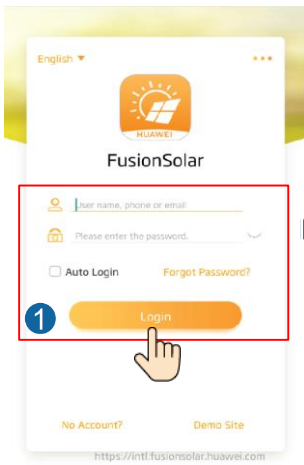 English ▼
HUAWEI
FusionSolar
User name, phone or email
Please enter the password.
Auto Login Forgot Password?
1 Login
No Account? Demo Site
https://intl.fusionsolar.huawei.com